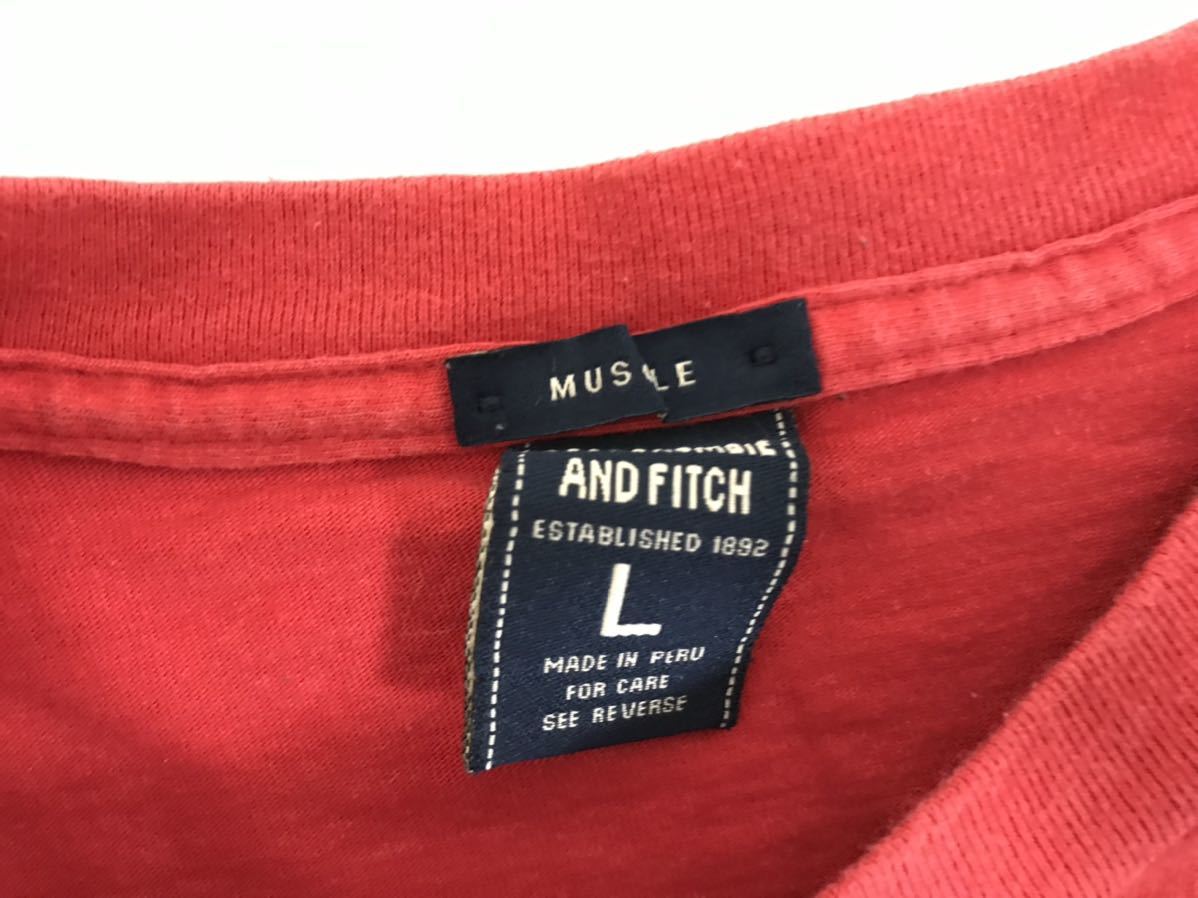 MUS LE
AND FITCH
ESTABLISHED 1892
L
MADE IN PERU
FOR CARE
SEE REVERSE